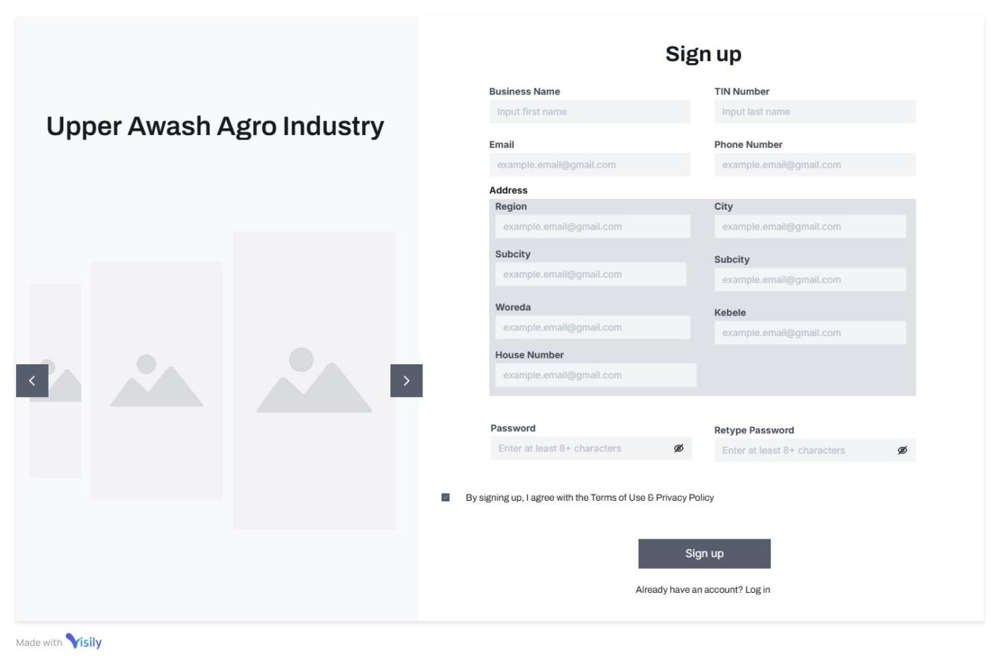 Upper Awash Agro Industry
Sign up
Business Name
TIN Number
Input first name
Input last name
Email
Phone Number
example.email@gmail.com
example.email@gmail.com
Address
Region
City
example.email@gmail.com
example.email@gmail.com
Subcity
Subcity
example.email@gmail.com
example.email@gmail.com
Woreda
Kebele
example.email@gmail.com
example.email@gmail.com
House Number
example.email@gmail.com
Password
Retype Password
Enter at least 8+ characters
Enter at least 8+ characters
By signing up, I agree with the Terms of Use & Privacy Policy
Sign up
Already have an account? Log in
Made with Visily